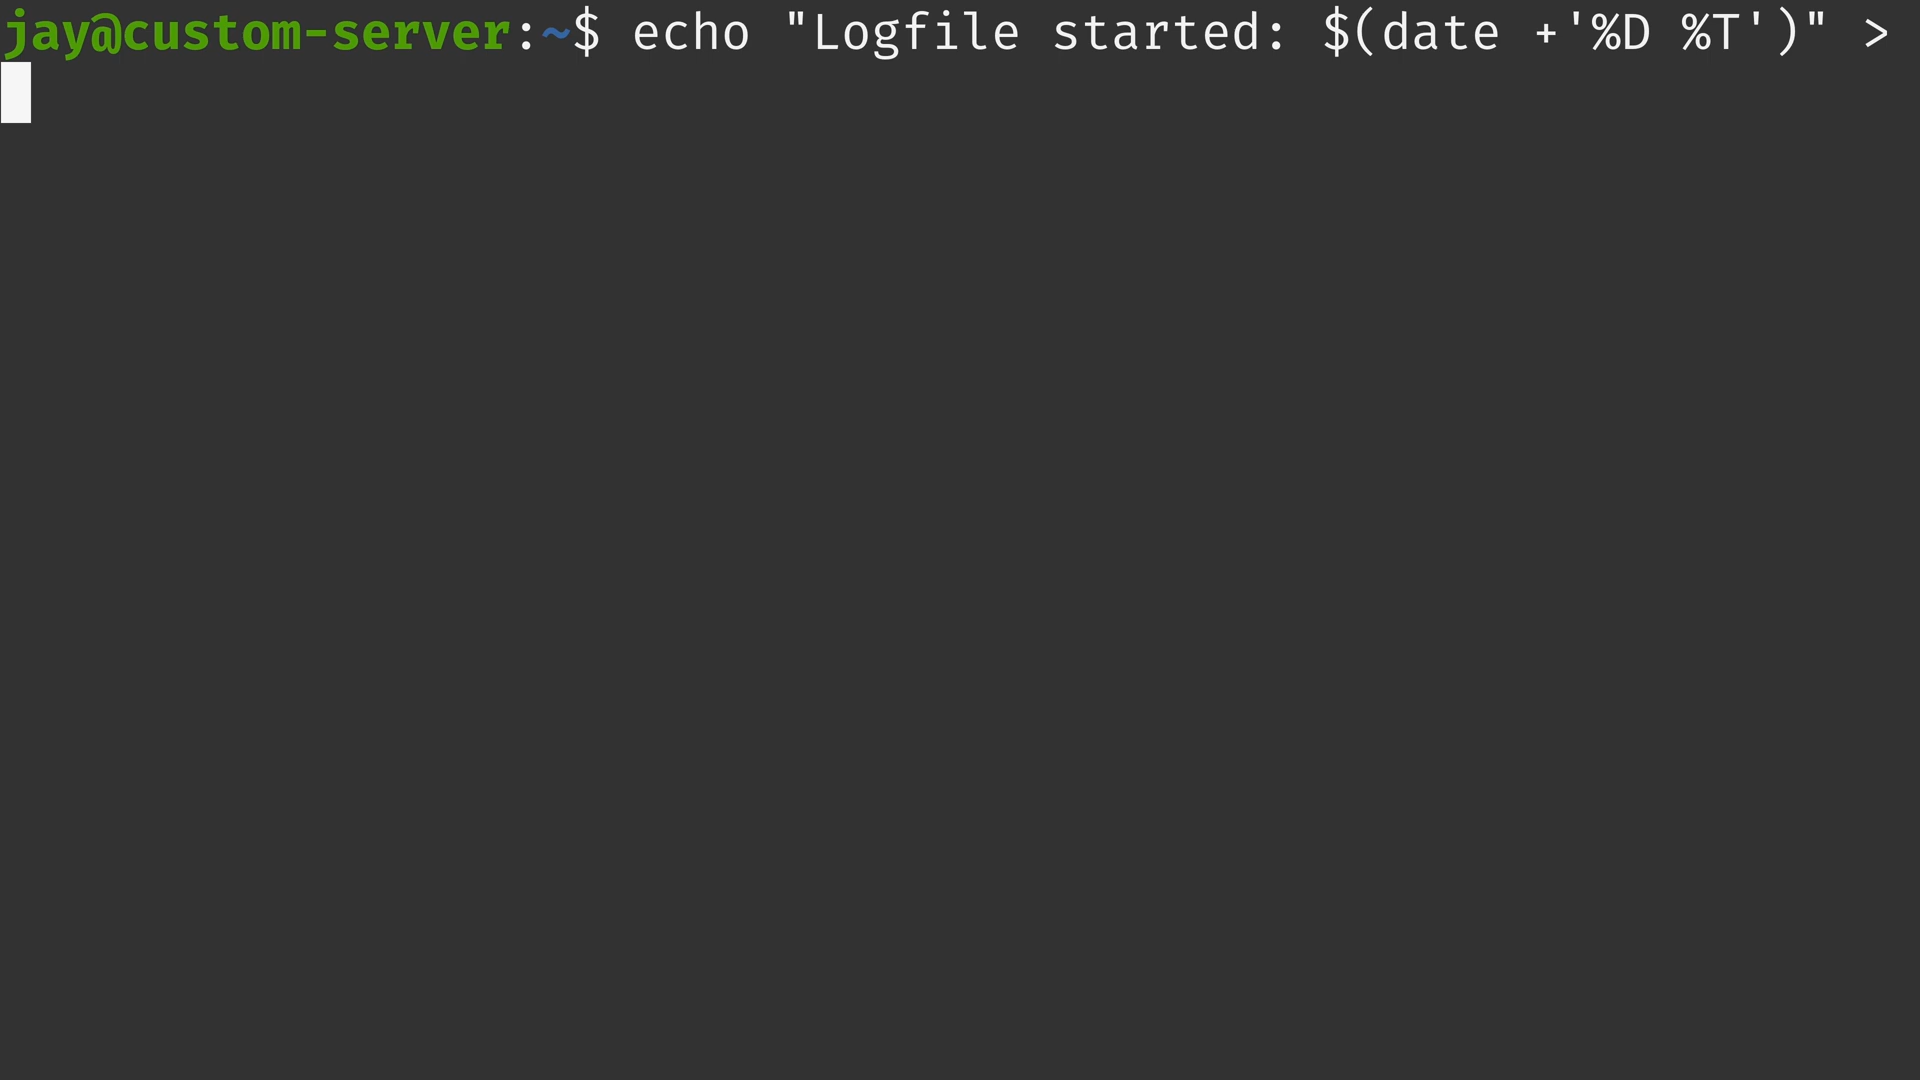 jay@custom-server:~$ echo "Logfile started: $(date +'%D %T')" >